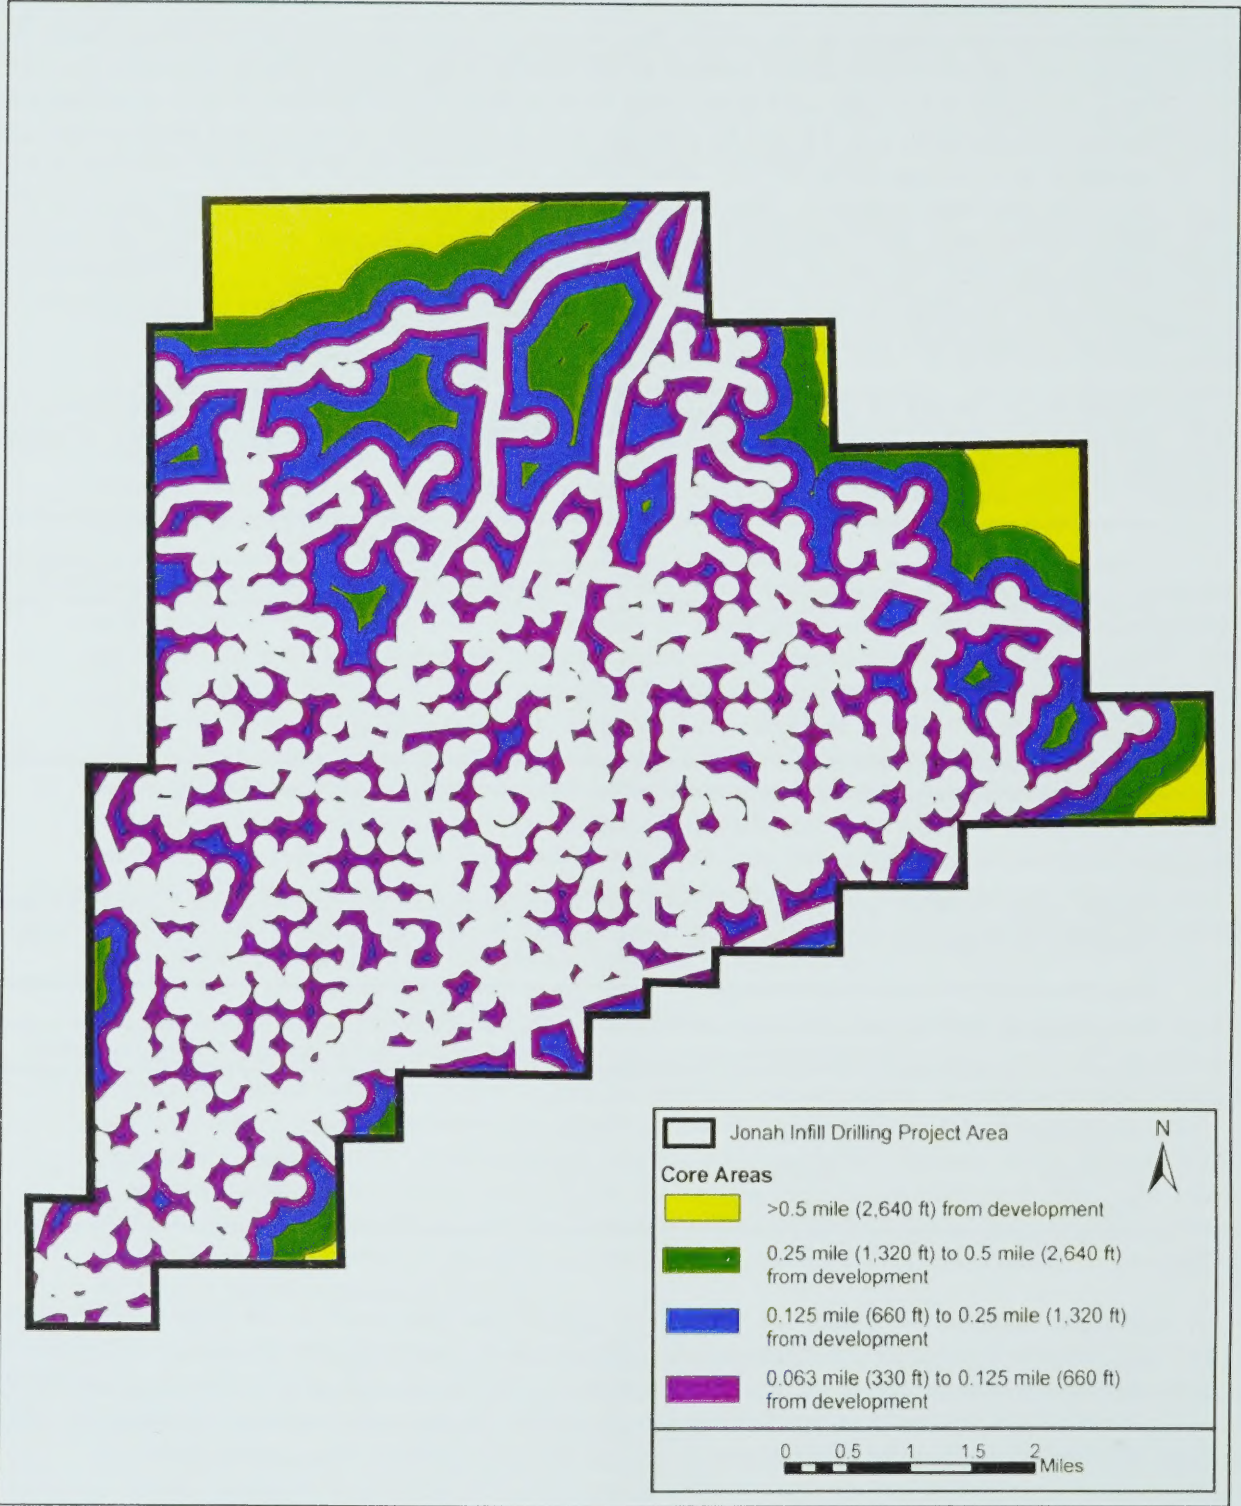 Jonah Infill Drilling Project Area
N
Core Areas
>0.5 mile (2,640 ft) from development
0.25 mile (1,320 ft) to 0.5 mile (2,640 ft)
from development
0.125 mile (660 ft) to 0.25 mile (1,320 ft)
from development
0.063 mile (330 ft) to 0.125 mile (660 ft)
from development
0 0.5 1 1.5 2
Miles